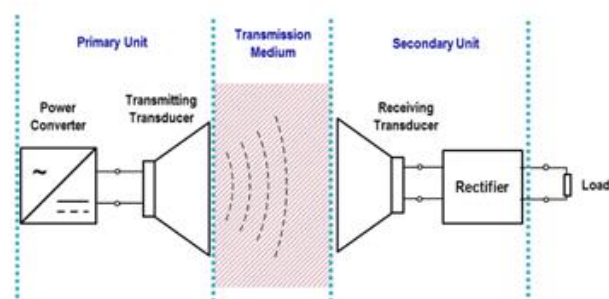 Primary Unit
Transmission
Medium
Secondary Unit
Power
Converter
Transmitting
Transducer
Receiving
Transducer
Rectifier
Load
~